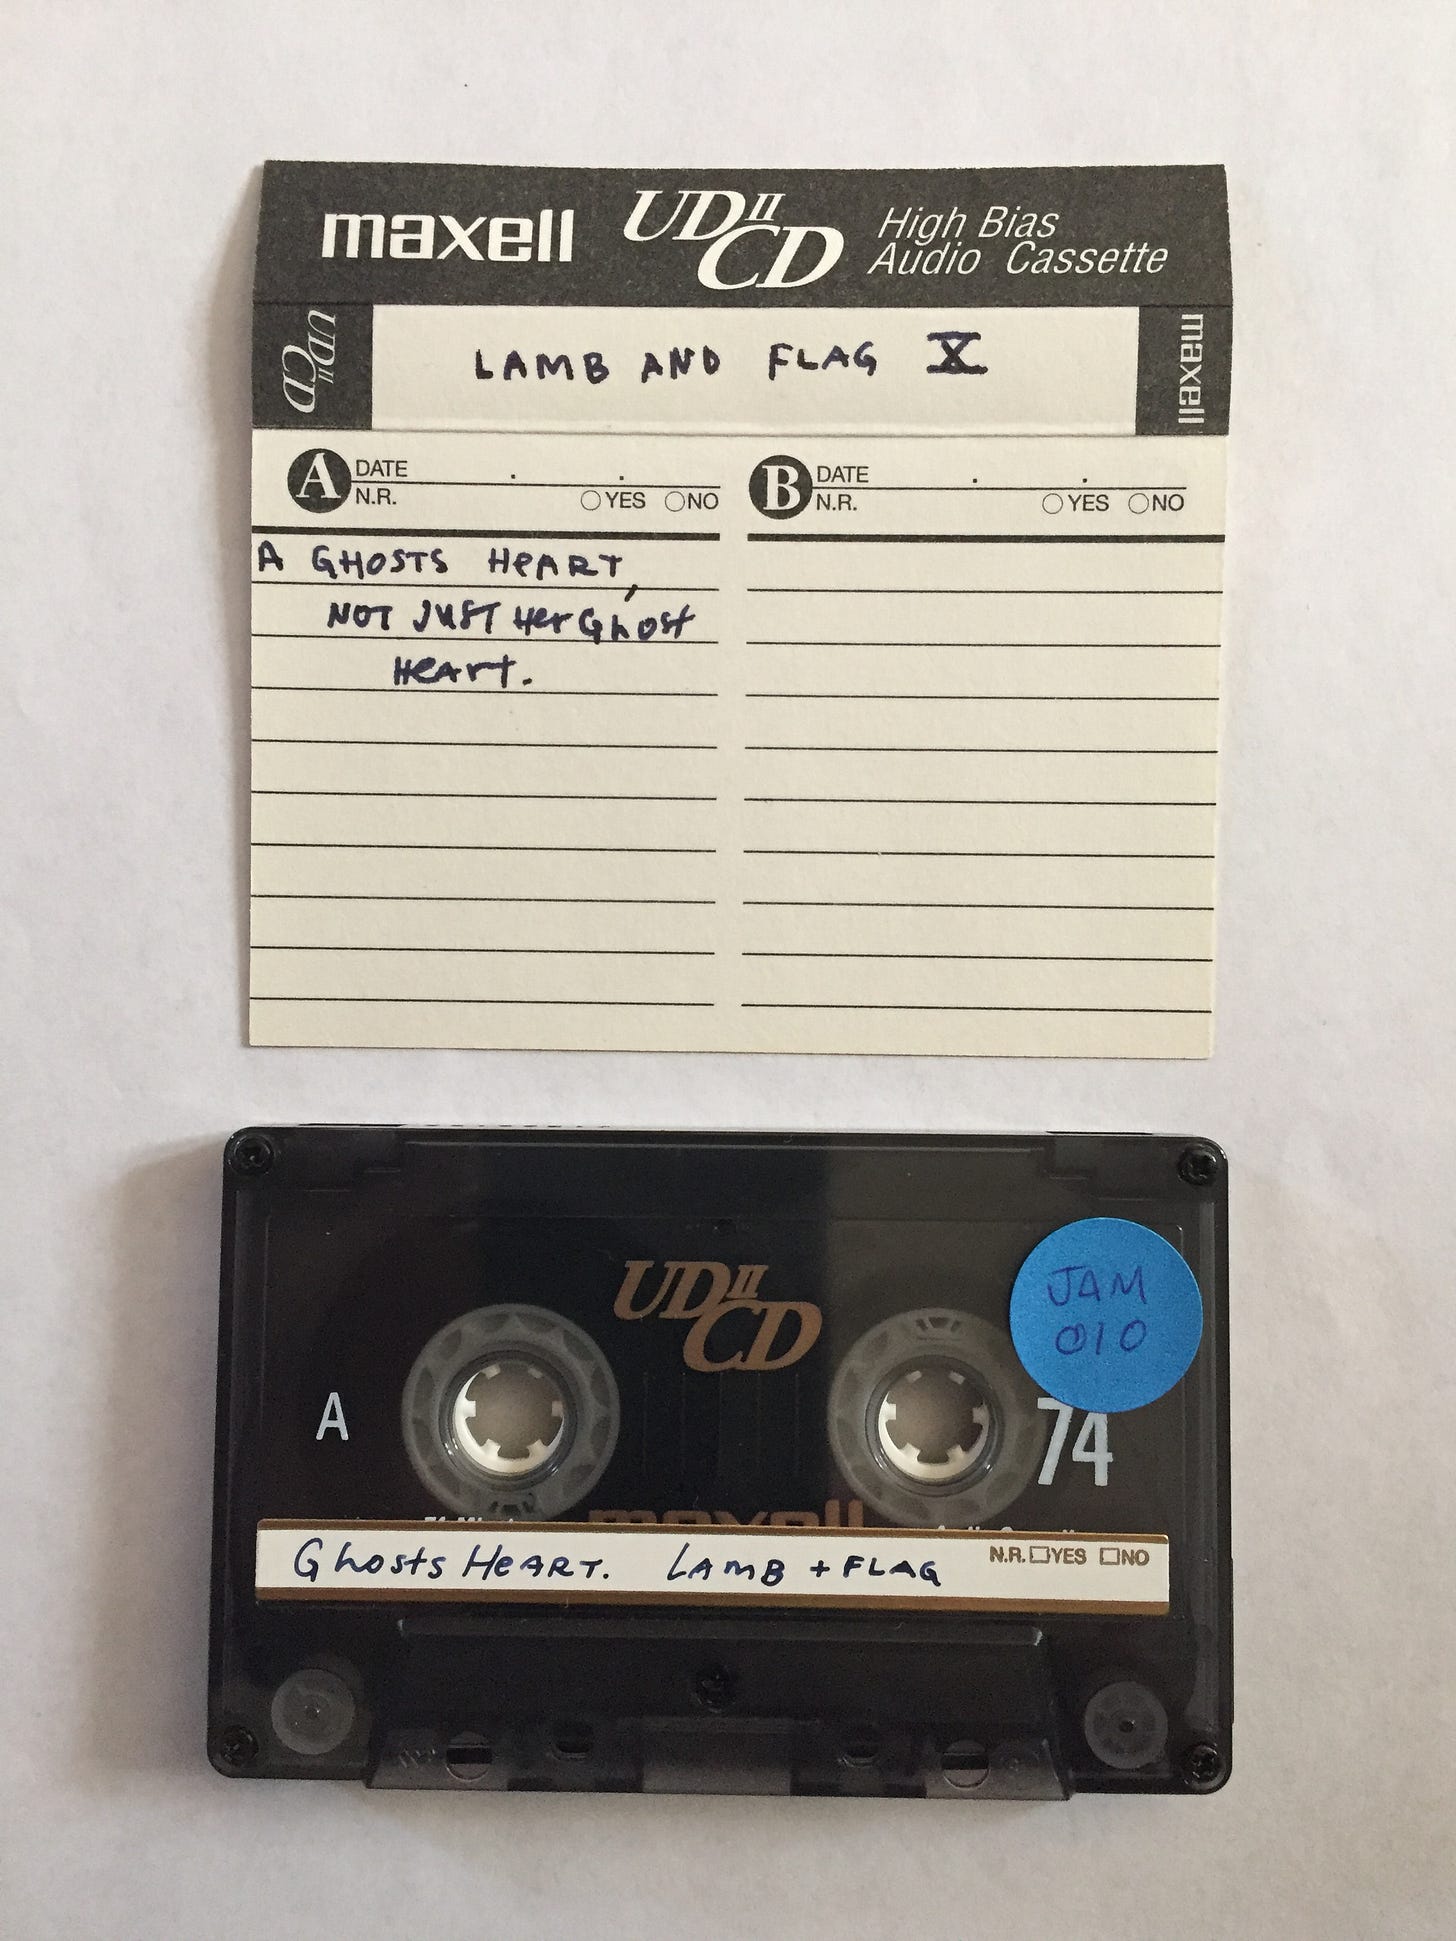 maxell UDII CD High Bias
Audio Cassette
UDII CD LAMB AND FLAG X maxell
A DATE . .
N.R. YES NO
B DATE . .
N.R. YES NO
A GHOSTS HEART,
NOT JUST Her GhosT
HEArT.
UDII CD
JAM
010
A
74
maxell
GhosTs HEART. LAMB + FLAG N.R. YES NO